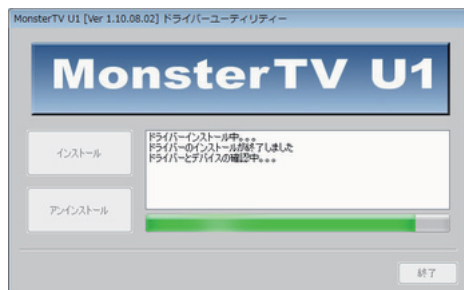 MonsterTV U1 [Ver 1.10.08.02] ドライバーユーティリティー
MonsterTV U1
インストール
アンインストール
ドライバーインストール中。。。
ドライバーのインストールが終了しました
ドライバーとデバイスの確認中。。。
終了